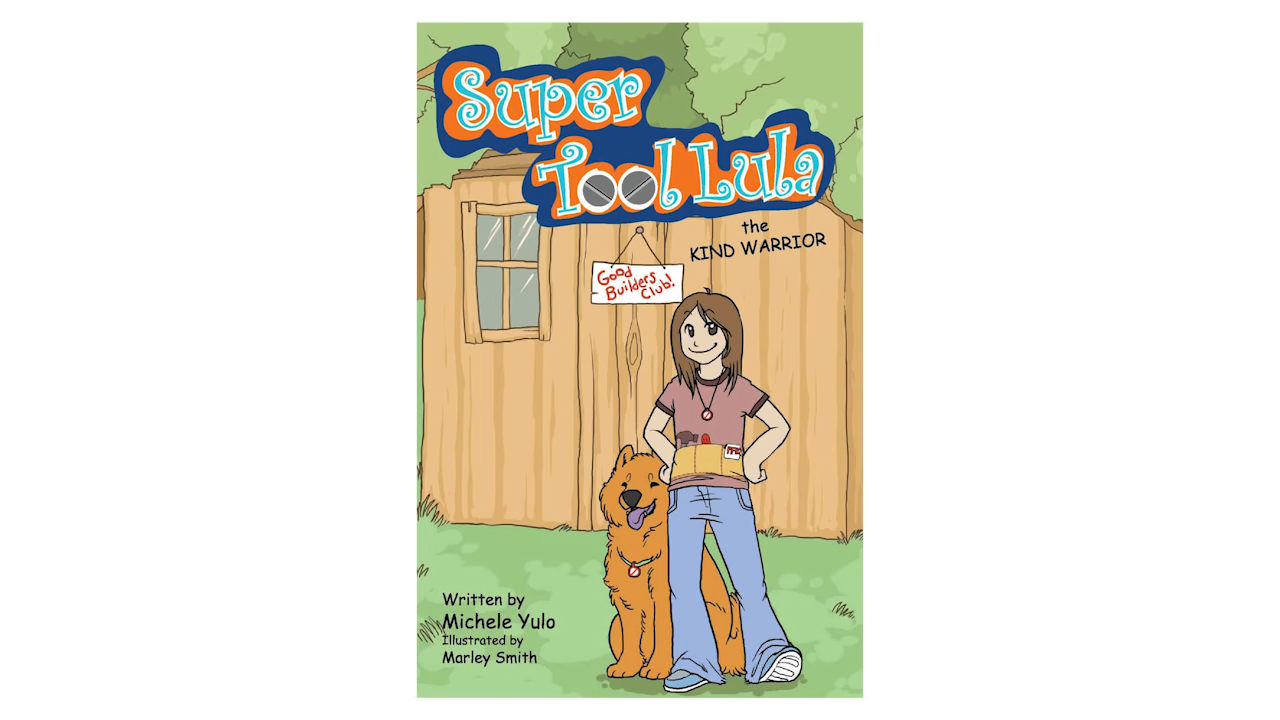 Super
Tool Lula
the
KIND WARRIOR
Good
Builders
Club!
Written by
Michele Yulo
Illustrated by
Marley Smith